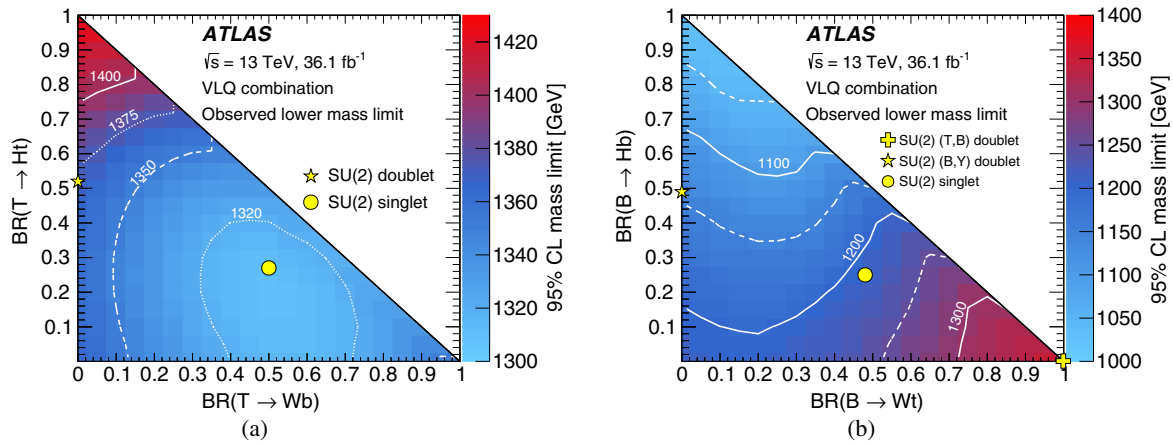 ATLAS
√s = 13 TeV, 36.1 fb⁻¹
VLQ combination
Observed lower mass limit
SU(2) doublet
SU(2) singlet
1400
1375
1350
1320
BR(T → Ht)
1
0.9
0.8
0.7
0.6
0.5
0.4
0.3
0.2
0.1
0 0.1 0.2 0.3 0.4 0.5 0.6 0.7 0.8 0.9 1
BR(T → Wb)
1420
1400
1380
1360
1340
1320
1300
95% CL mass limit [GeV]
(a)
ATLAS
√s = 13 TeV, 36.1 fb⁻¹
VLQ combination
Observed lower mass limit
SU(2) (T,B) doublet
SU(2) (B,Y) doublet
SU(2) singlet
1100
1200
1300
BR(B → Hb)
1
0.9
0.8
0.7
0.6
0.5
0.4
0.3
0.2
0.1
0 0.1 0.2 0.3 0.4 0.5 0.6 0.7 0.8 0.9 1
BR(B → Wt)
1400
1350
1300
1250
1200
1150
1100
1050
1000
95% CL mass limit [GeV]
(b)